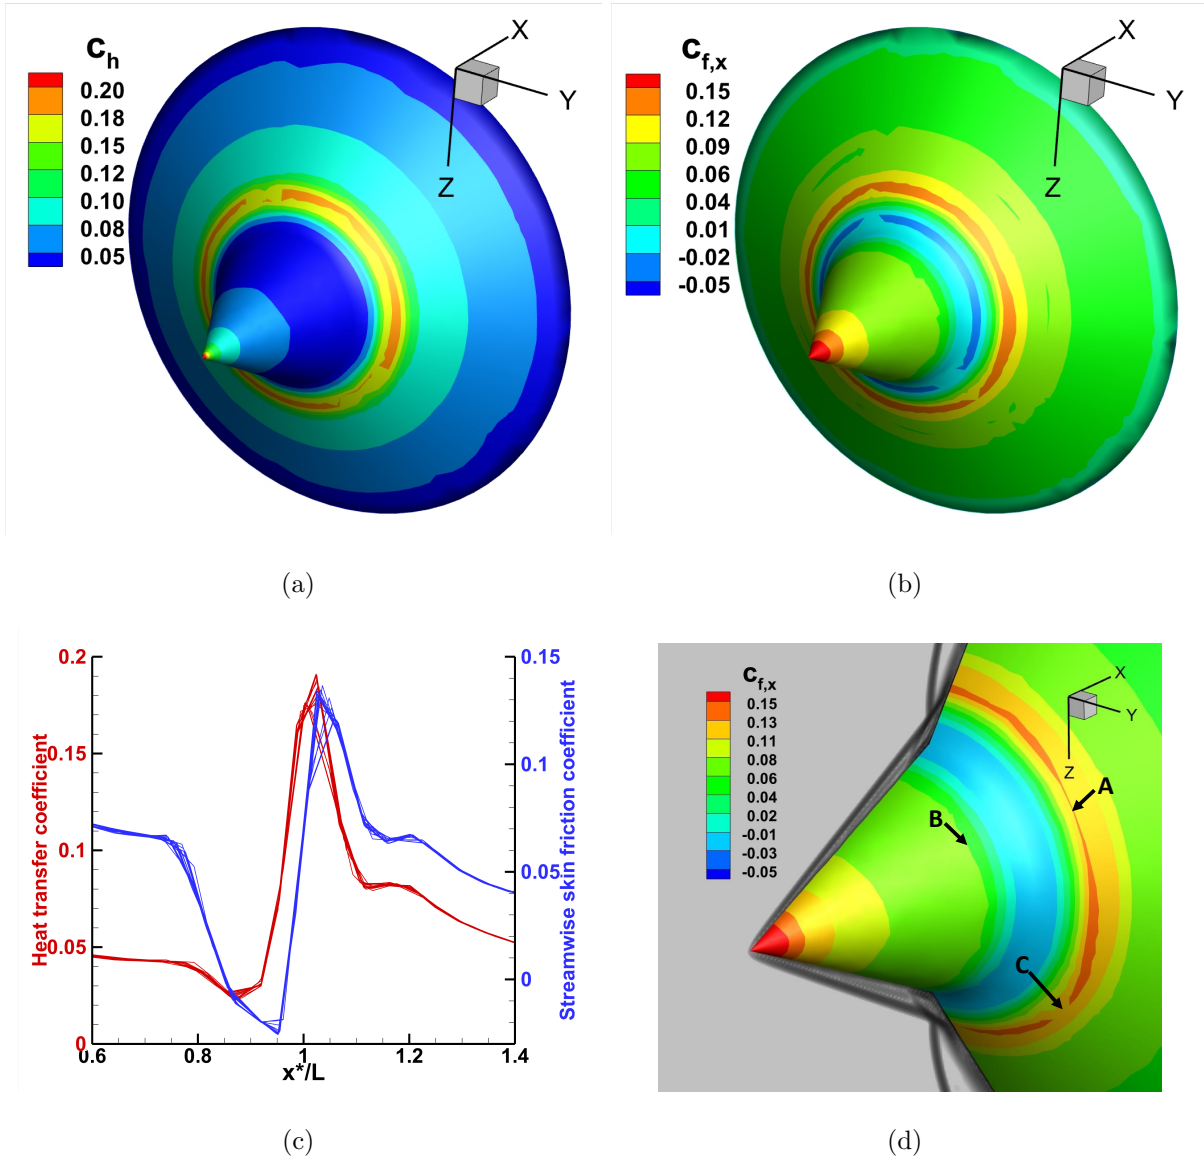 C_h
0.20
0.18
0.15
0.12
0.10
0.08
0.05
X
Y
Z
(a)
C_f,x
0.15
0.12
0.09
0.06
0.04
0.01
-0.02
-0.05
X
Y
Z
(b)
Heat transfer coefficient
0.2
0.15
0.1
0.05
0
0.6
0.8
1
1.2
1.4
x*/L
0.15
0.1
0.05
0
Streamwise skin friction coefficient
(c)
C_f,x
0.15
0.13
0.11
0.08
0.06
0.04
0.02
-0.01
-0.03
-0.05
X
Y
Z
A
B
C
(d)